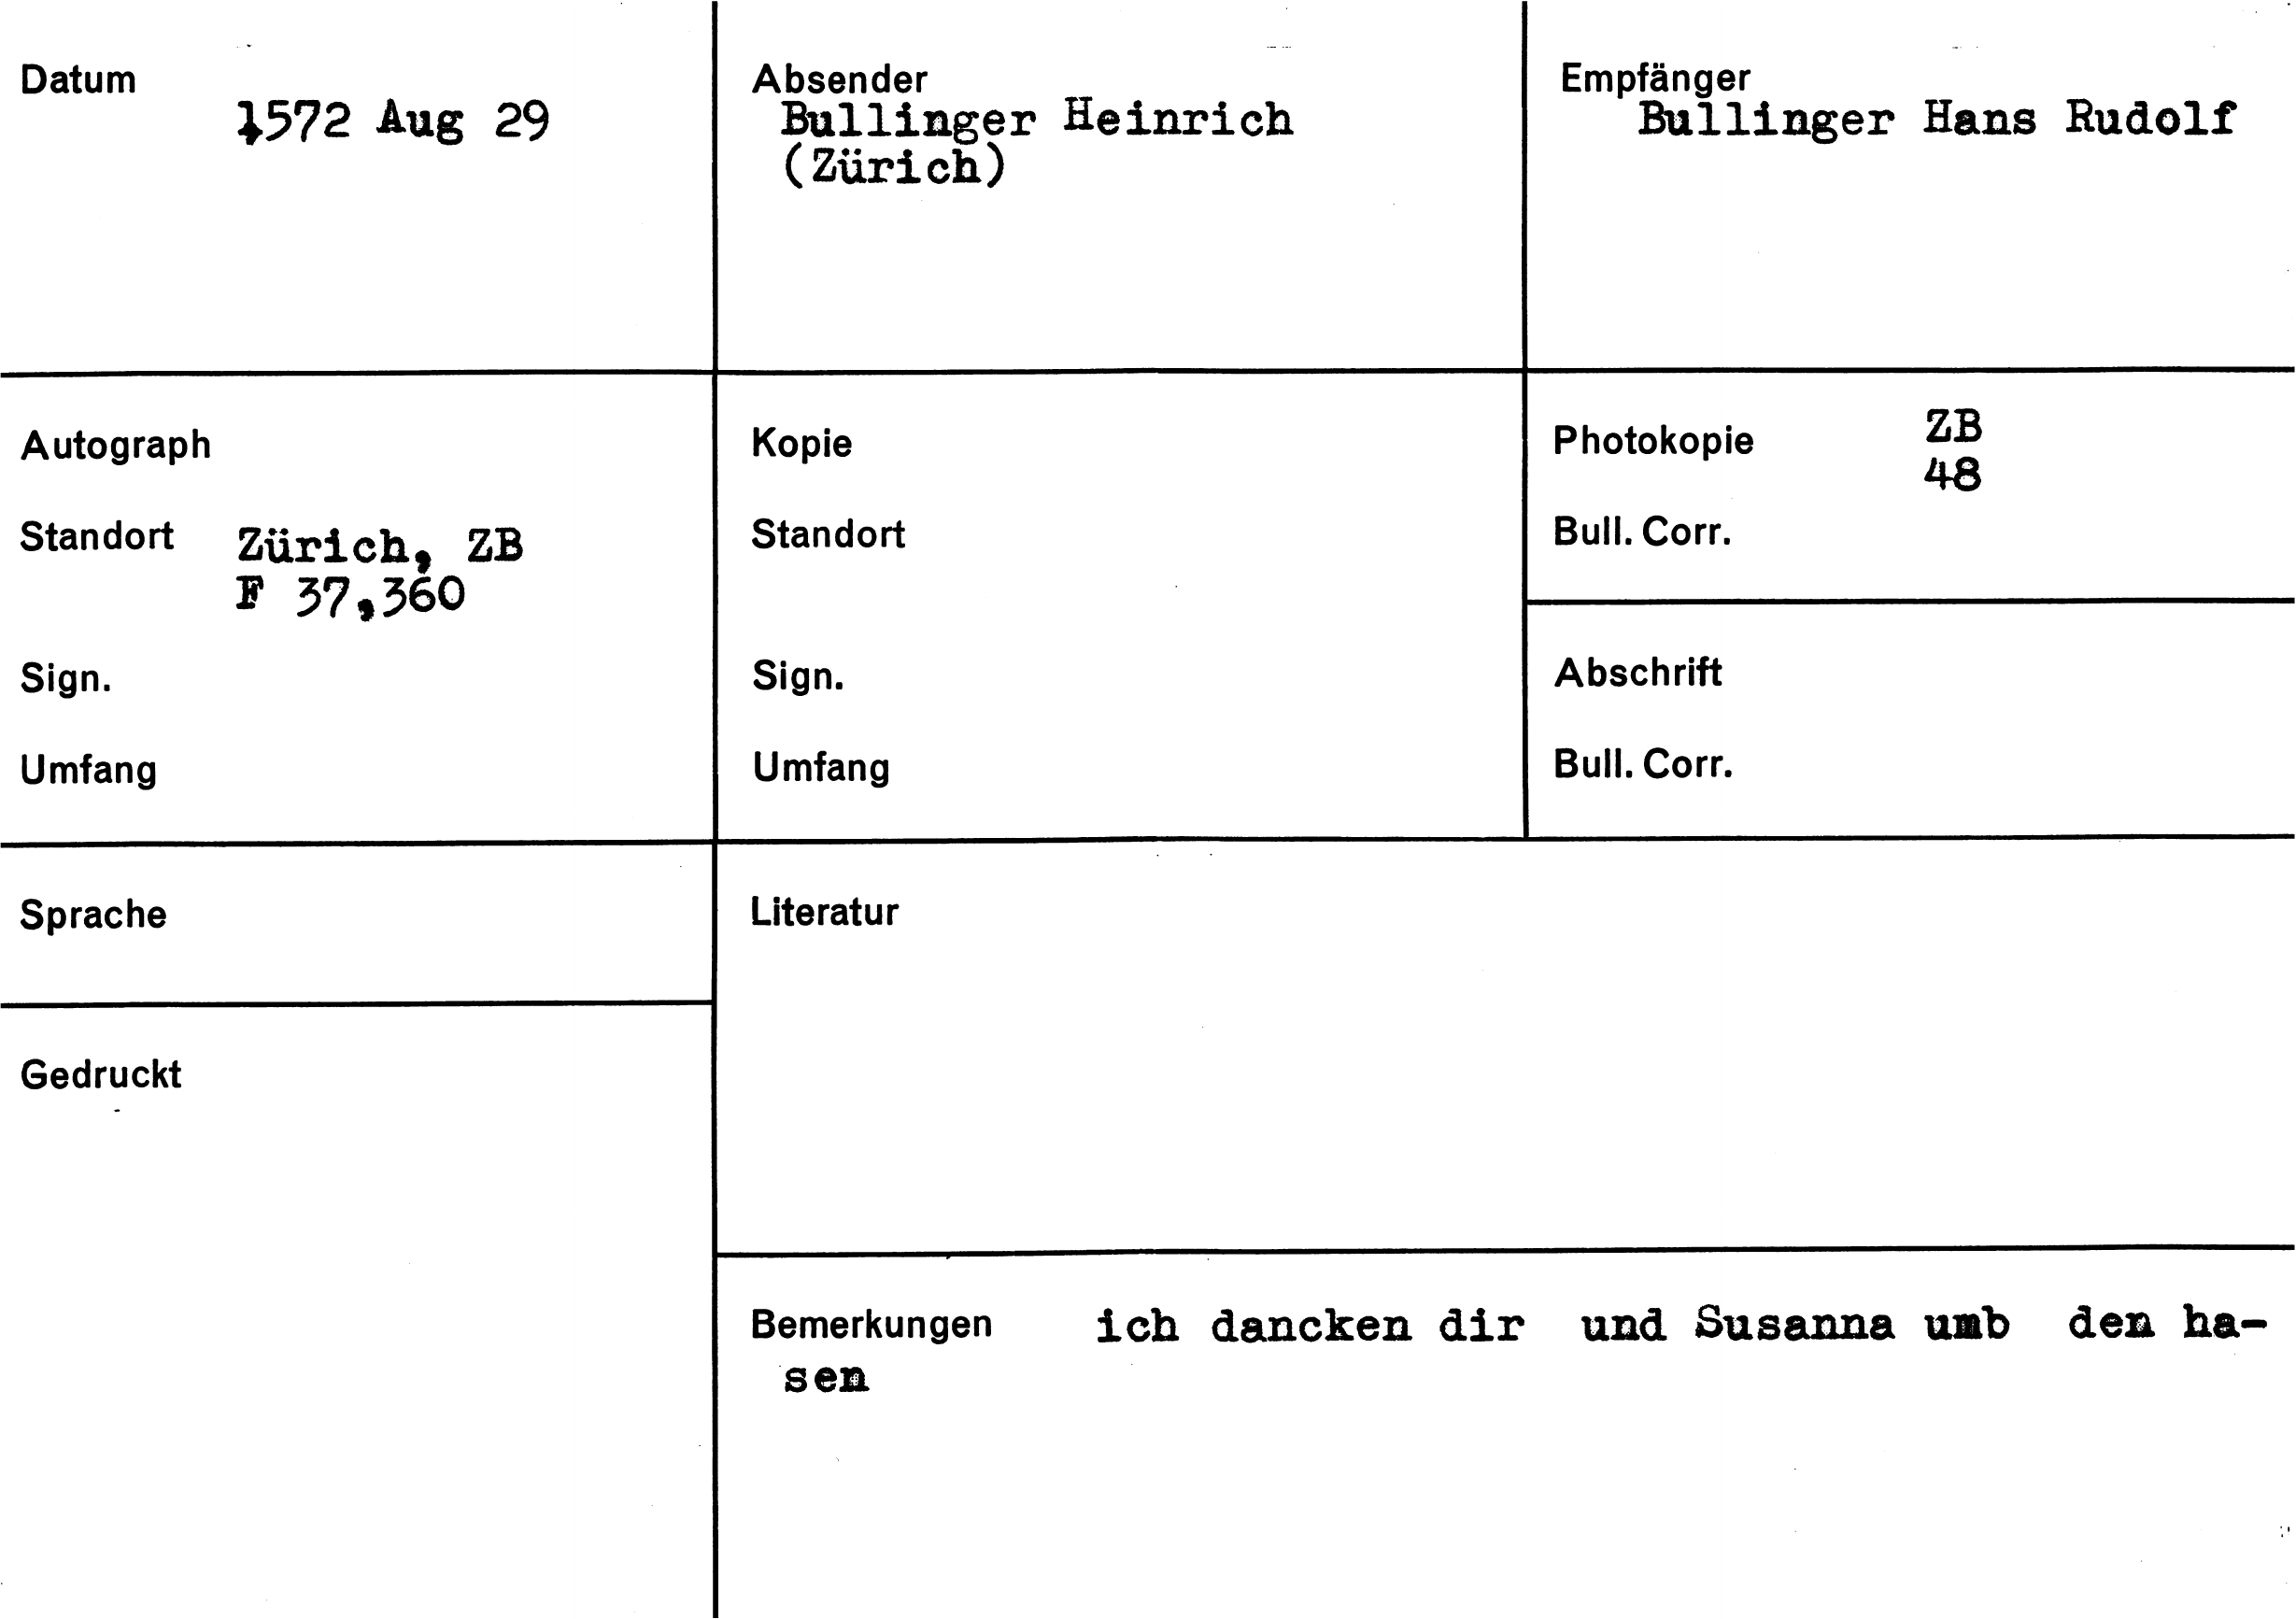 Datum
1572 Aug 29
Absender
Bullinger Heinrich
(Zürich)
Empfänger
Bullinger Hans Rudolf
Autograph
Standort Zürich, ZB
F 37,360
Sign.
Umfang
Kopie
Standort
Sign.
Umfang
Photokopie ZB
48
Bull. Corr.
Abschrift
Bull. Corr.
Sprache
Gedruckt
Literatur
Bemerkungen ich dancken dir und Susanna umb den ha-
sen